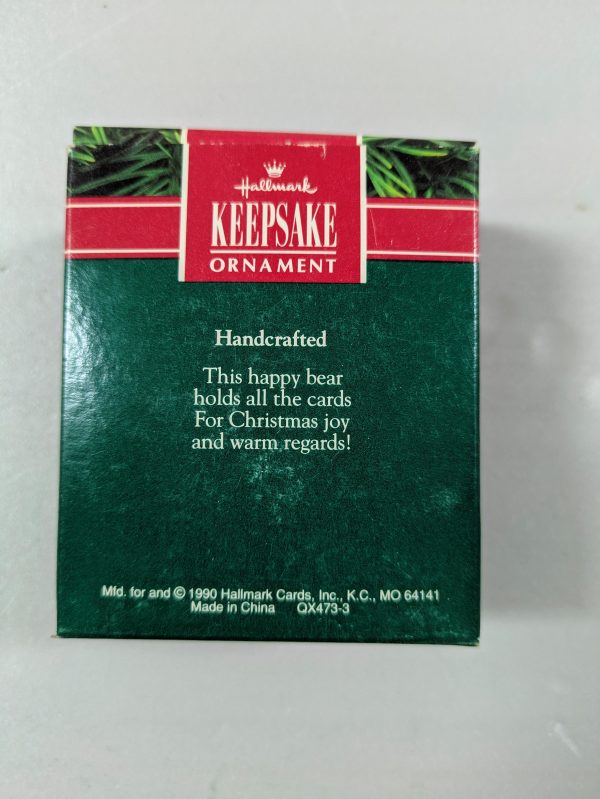 Hallmark
KEEPSAKE
ORNAMENT
Handcrafted
This happy bear
holds all the cards
For Christmas joy
and warm regards!
Mfd. for and © 1990 Hallmark Cards, Inc., K.C., MO 64141
Made in China QX473-3